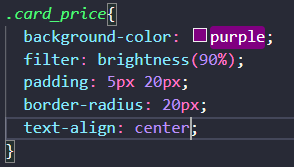 .card_price{
background-color: purple;
filter: brightness(90%);
padding: 5px 20px;
border-radius: 20px;
text-align: center;
}